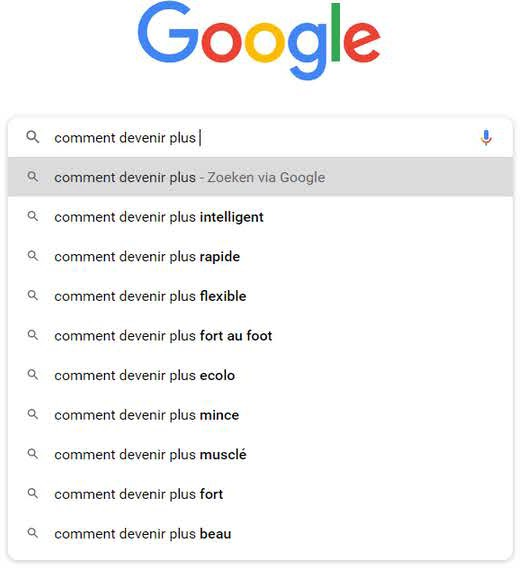 Google
comment devenir plus
comment devenir plus - Zoeken via Google
comment devenir plus intelligent
comment devenir plus rapide
comment devenir plus flexible
comment devenir plus fort au foot
comment devenir plus ecolo
comment devenir plus mince
comment devenir plus musclé
comment devenir plus fort
comment devenir plus beau